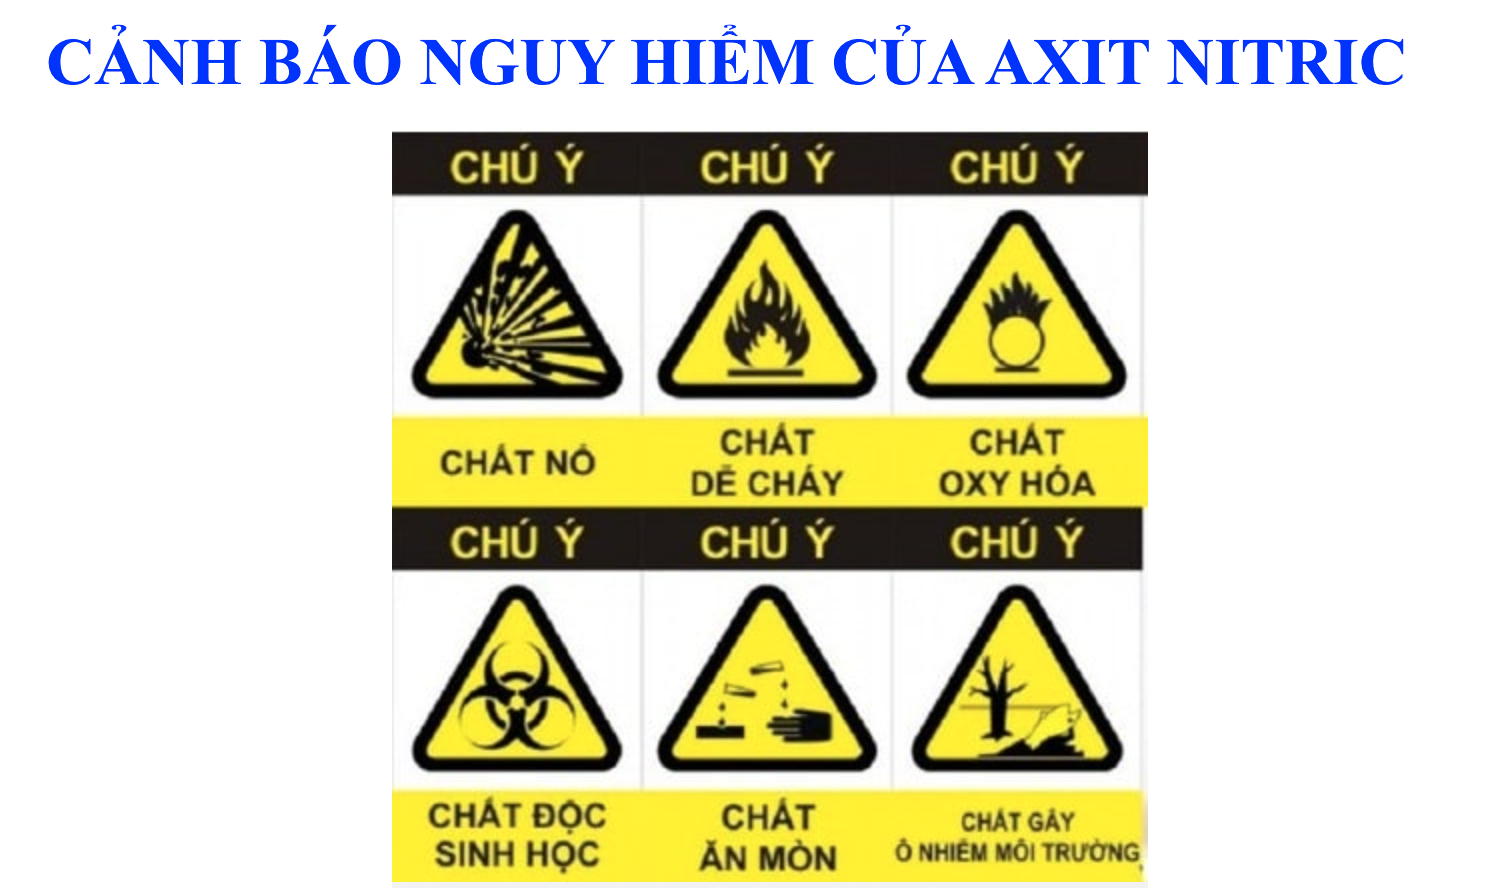 CẢNH BÁO NGUY HIỂM CỦA AXIT NITRIC
CHÚ Ý CHÚ Ý CHÚ Ý
CHẤT NỔ
CHẤT
DỄ CHÁY
CHẤT
OXY HÓA
CHÚ Ý CHÚ Ý CHÚ Ý
CHẤT ĐỘC
SINH HỌC
CHẤT
ĂN MÒN
CHẤT GÂY
Ô NHIỄM MÔI TRƯỜNG